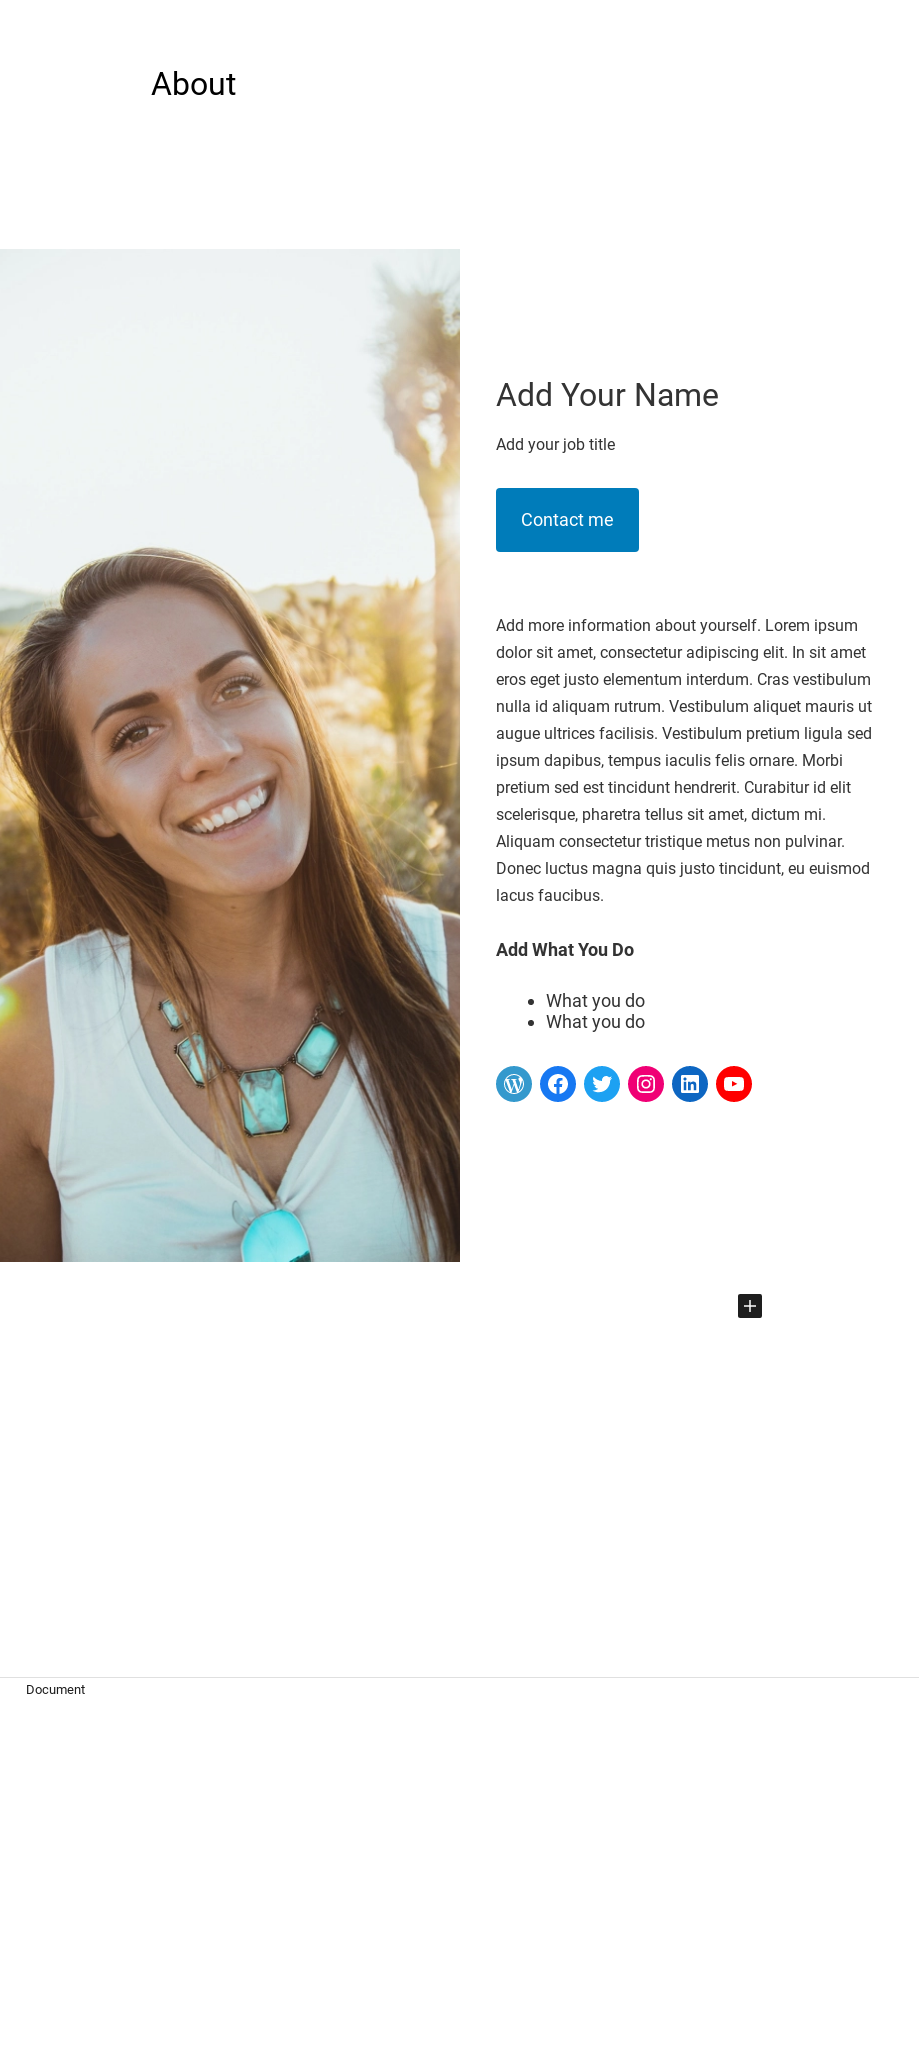 About
Add Your Name
Add your job title
Contact me
Add more information about yourself. Lorem ipsum
dolor sit amet, consectetur adipiscing elit. In sit amet
eros eget justo elementum interdum. Cras vestibulum
nulla id aliquam rutrum. Vestibulum aliquet mauris ut
augue ultrices facilisis. Vestibulum pretium ligula sed
ipsum dapibus, tempus iaculis felis ornare. Morbi
pretium sed est tincidunt hendrerit. Curabitur id elit
scelerisque, pharetra tellus sit amet, dictum mi.
Aliquam consectetur tristique metus non pulvinar.
Donec luctus magna quis justo tincidunt, eu euismod
lacus faucibus.
Add What You Do
What you do
What you do
Document